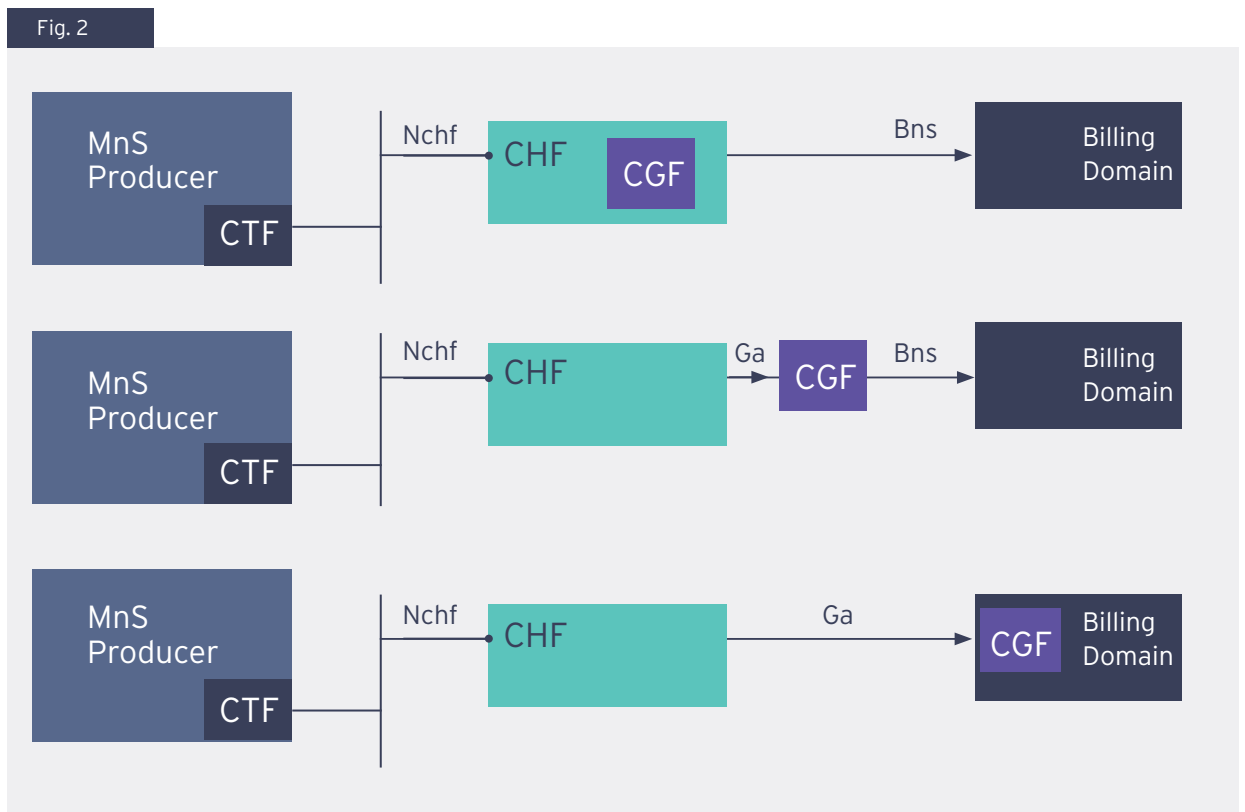 Fig. 2
MnS
Producer
CTF
Nchf
CHF
CGF
Bns
Billing
Domain
MnS
Producer
CTF
Nchf
CHF
Ga
CGF
Bns
Billing
Domain
MnS
Producer
CTF
Nchf
CHF
Ga
CGF
Billing
Domain